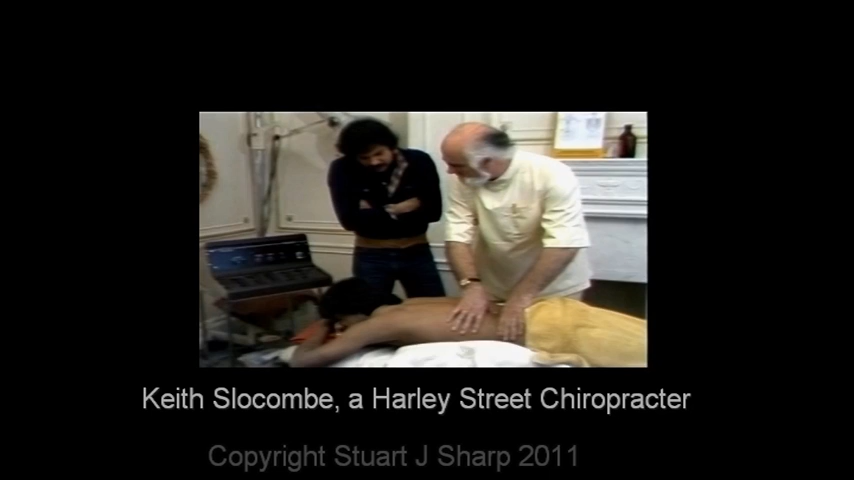 Keith Slocombe, a Harley Street Chiropracter
Copyright Stuart J Sharp 2011